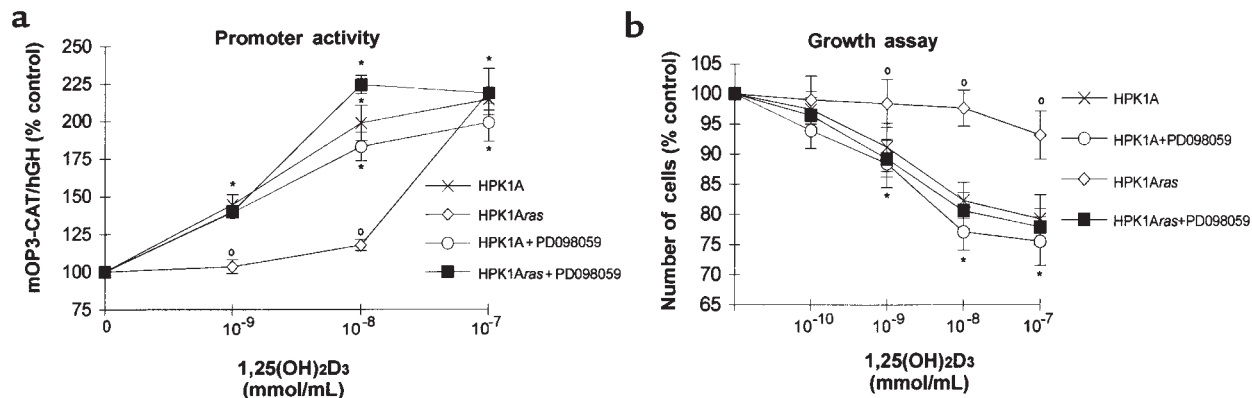 a
Promoter activity
mOP3-CAT/hGH (% control)
250
225
200
175
150
125
100
75
0
10-9
10-8
10-7
1,25(OH)2D3
(mmol/mL)
HPK1A
HPK1Aras
HPK1A+PD098059
HPK1Aras+PD098059
b
Growth assay
Number of cells (% control)
105
100
95
90
85
80
75
70
65
10-10
10-9
10-8
10-7
1,25(OH)2D3
(mmol/mL)
HPK1A
HPK1A+PD098059
HPK1Aras
HPK1Aras+PD098059